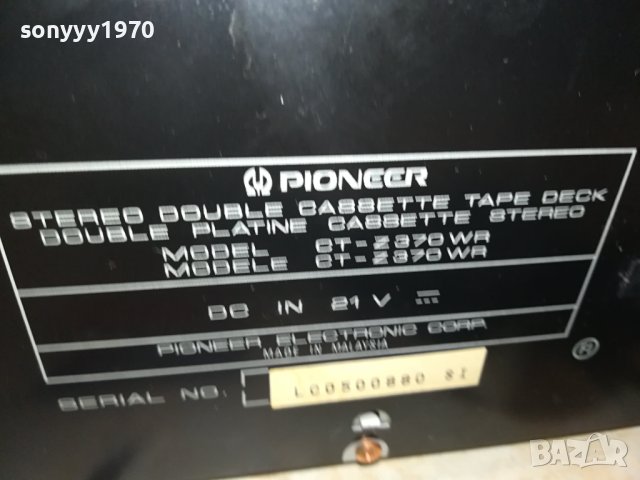 sonyyy1970
PIONEER
STEREO DOUBLE CASSETTE TAPE DECK
DOUBLE PLATINE CASSETTE STEREO
MODEL CT-Z370WR
MODELE CT-Z370WR
DC IN 21 V
PIONEER ELECTRONIC CORP.
MADE IN MALAYSIA
®
SERIAL NO. LC0500880 SI
BAZAR